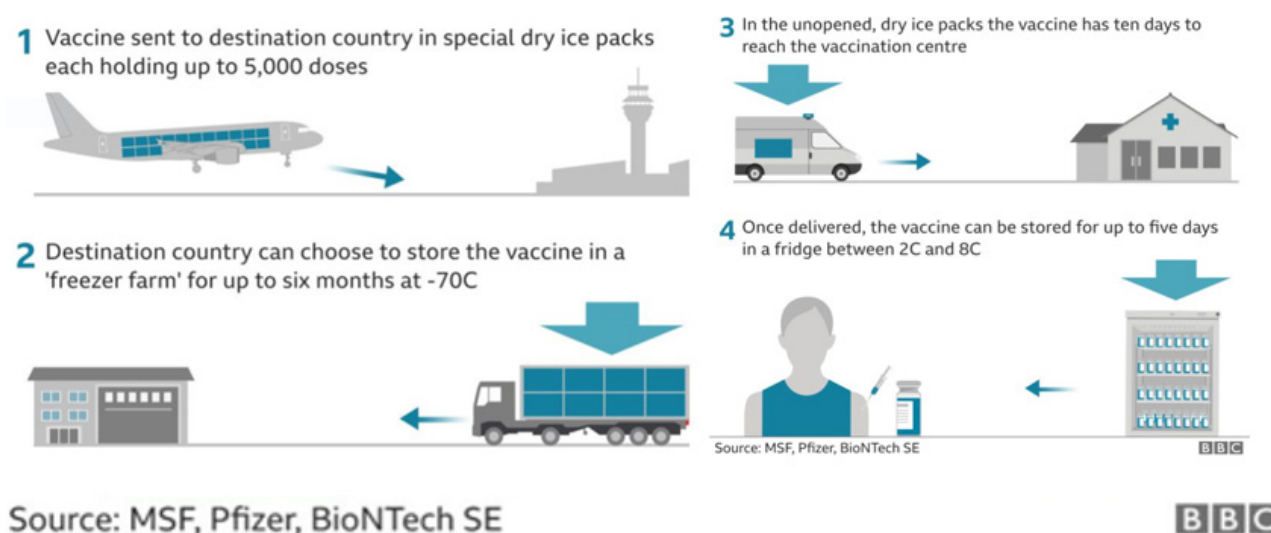 1 Vaccine sent to destination country in special dry ice packs
each holding up to 5,000 doses
2 Destination country can choose to store the vaccine in a
'freezer farm' for up to six months at -70C
3 In the unopened, dry ice packs the vaccine has ten days to
reach the vaccination centre
4 Once delivered, the vaccine can be stored for up to five days
in a fridge between 2C and 8C
Source: MSF, Pfizer, BioNTech SE
BBC
Source: MSF, Pfizer, BioNTech SE
BBC